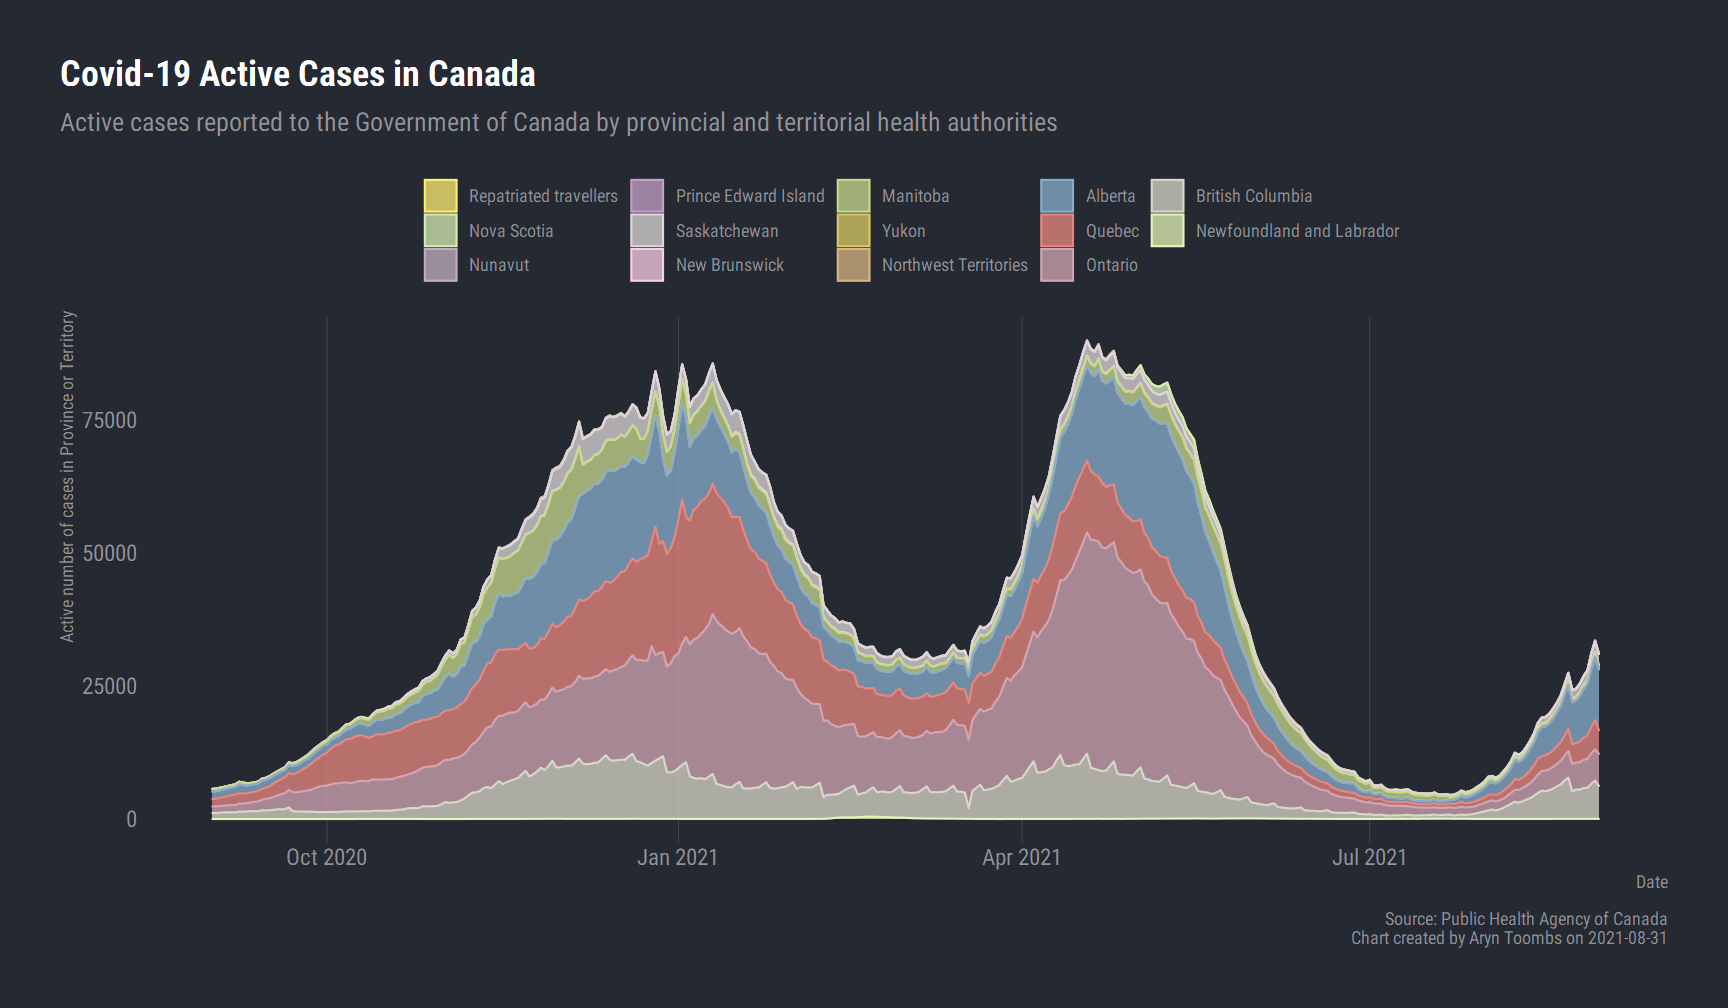 Covid-19 Active Cases in Canada
Active cases reported to the Government of Canada by provincial and territorial health authorities
Repatriated travellers
Prince Edward Island
Manitoba
Alberta
British Columbia
Nova Scotia
Saskatchewan
Yukon
Quebec
Newfoundland and Labrador
Nunavut
New Brunswick
Northwest Territories
Ontario
Active number of cases in Province or Territory
75000
50000
25000
0
Oct 2020
Jan 2021
Apr 2021
Jul 2021
Date
Source: Public Health Agency of Canada
Chart created by Aryn Toombs on 2021-08-31